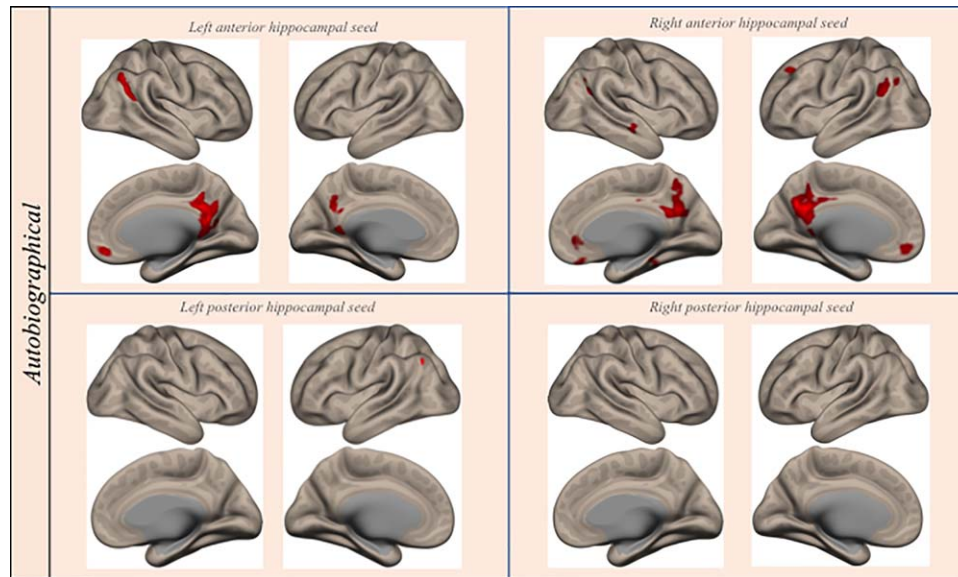 Autobiographical
Left anterior hippocampal seed
Right anterior hippocampal seed
Left posterior hippocampal seed
Right posterior hippocampal seed